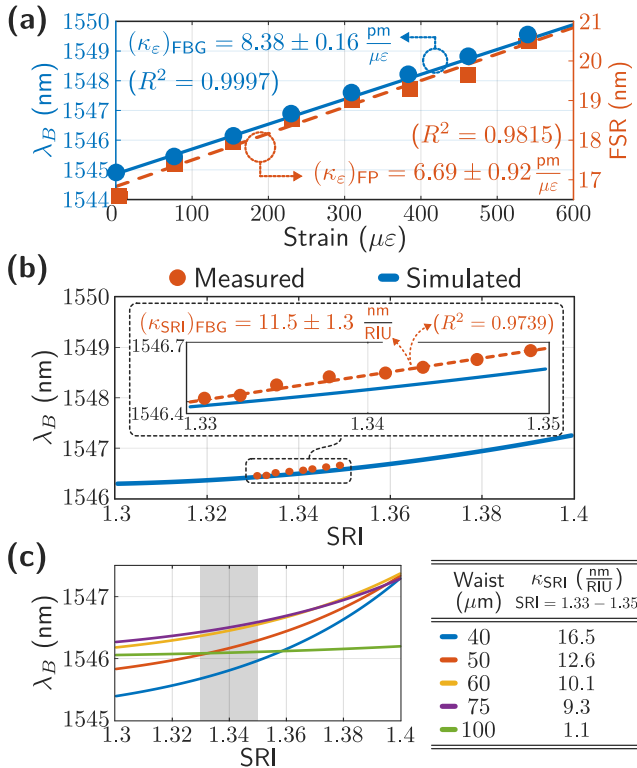 (a)
1550
1549
1548
1547
1546
1545
1544
λB (nm)
(κε)FBG = 8.38 ± 0.16 pm/με
(R² = 0.9997)
(R² = 0.9815)
(κε)FP = 6.69 ± 0.92 pm/με
21
20
19
18
17
FSR (nm)
0 100 200 300 400 500 600
Strain (με)
(b)
Measured Simulated
1550
1549
1548
1547
1546
λB (nm)
(κSRI)FBG = 11.5 ± 1.3 nm/RIU (R² = 0.9739)
1546.7
1546.4
1.33 1.34 1.35
1.3 1.32 1.34 1.36 1.38 1.4
SRI
(c)
1547
1546
1545
λB (nm)
1.3 1.32 1.34 1.36 1.38 1.4
SRI
Waist (μm) κSRI (nm/RIU)
SRI = 1.33 − 1.35
40 16.5
50 12.6
60 10.1
75 9.3
100 1.1